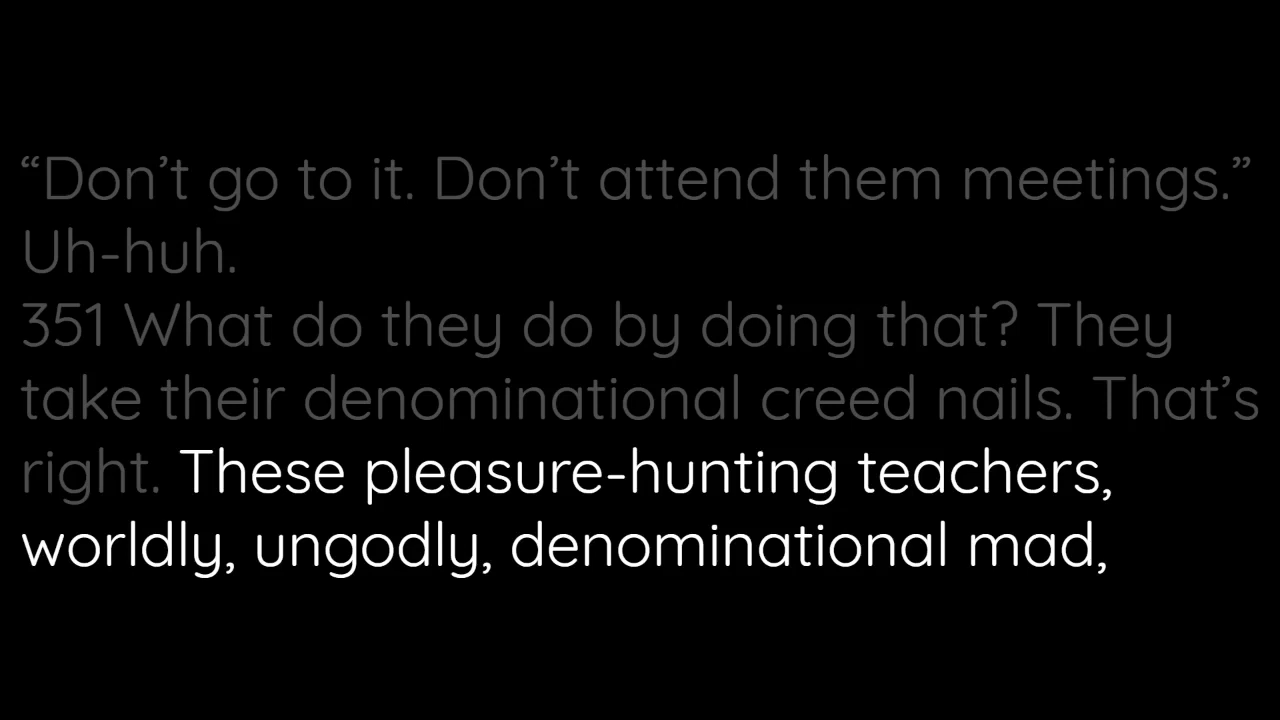 “Don’t go to it. Don’t attend them meetings.”
Uh-huh.
351 What do they do by doing that? They
take their denominational creed nails. That’s
right. These pleasure-hunting teachers,
worldly, ungodly, denominational mad,